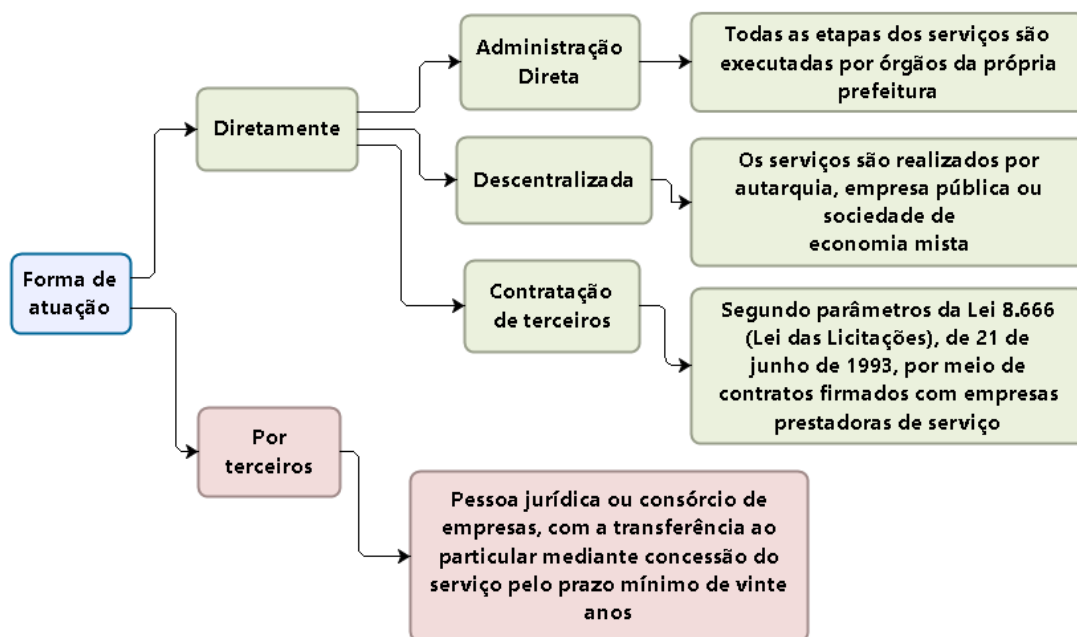 Forma de
atuação
Diretamente
Administração
Direta
Todas as etapas dos serviços são
executadas por órgãos da própria
prefeitura
Descentralizada
Os serviços são realizados por
autarquia, empresa pública ou
sociedade de
economia mista
Contratação
de terceiros
Segundo parâmetros da Lei 8.666
(Lei das Licitações), de 21 de
junho de 1993, por meio de
contratos firmados com empresas
prestadoras de serviço
Por
terceiros
Pessoa jurídica ou consórcio de
empresas, com a transferência ao
particular mediante concessão do
serviço pelo prazo mínimo de vinte
anos